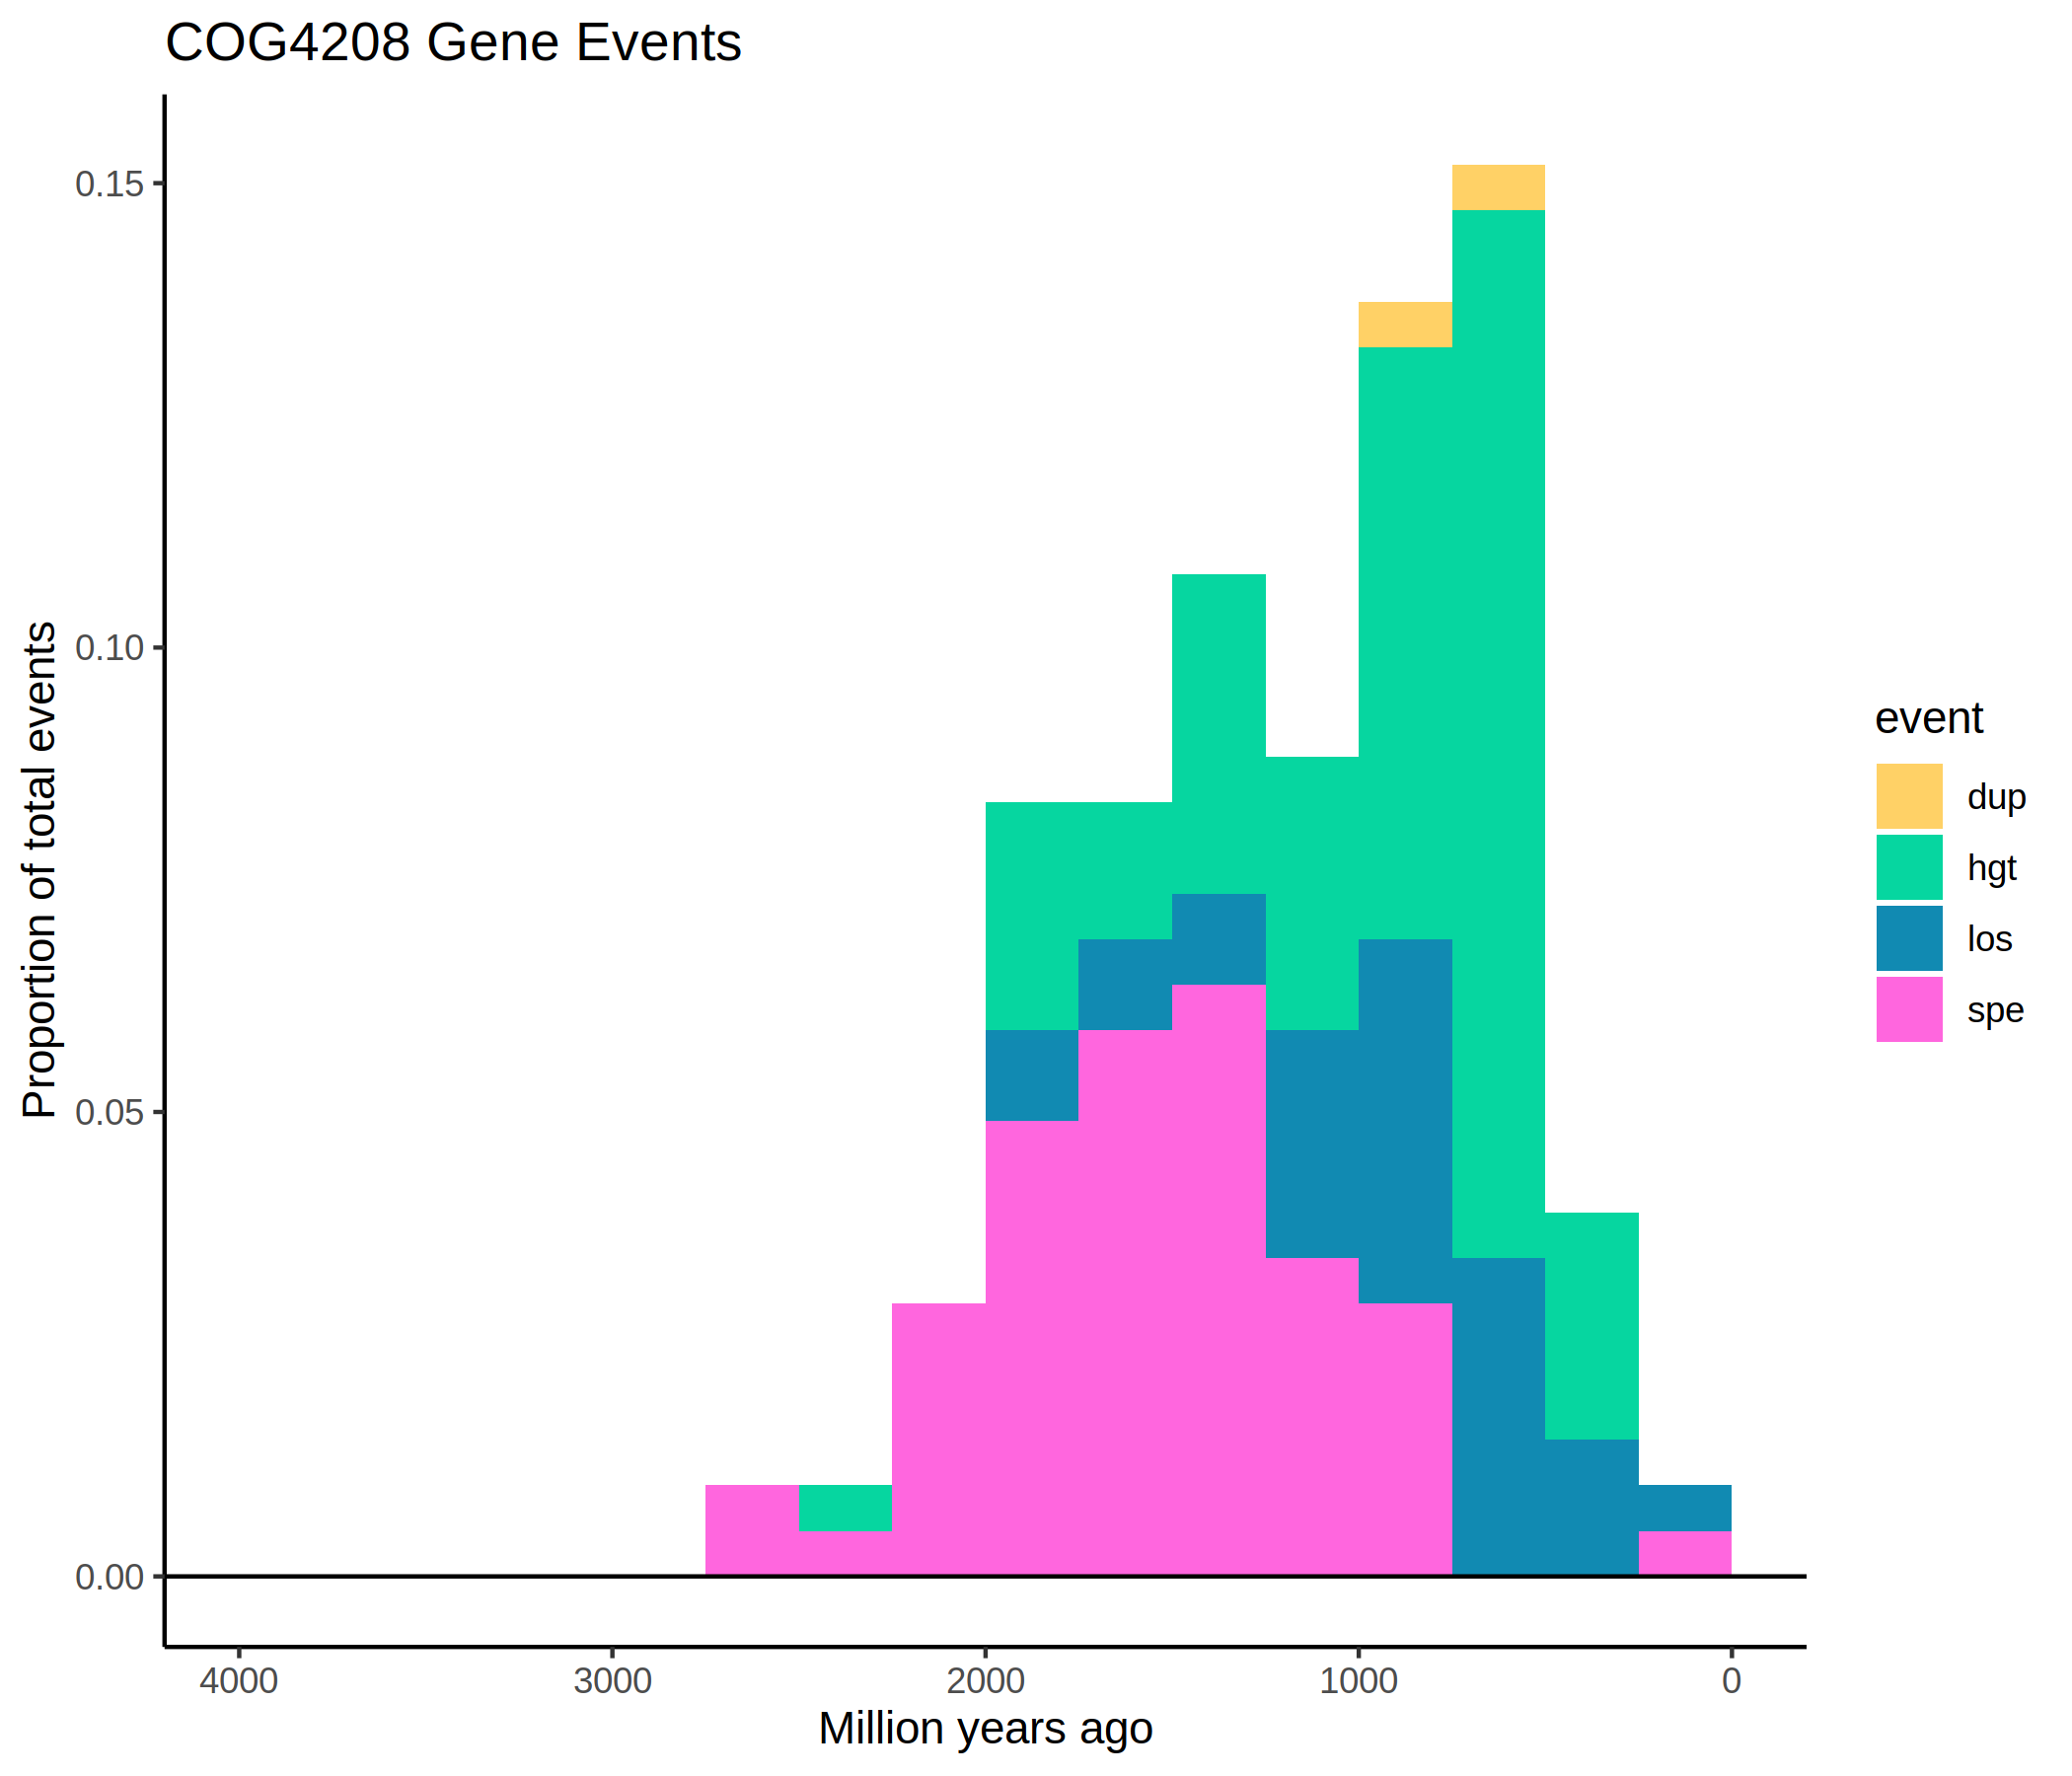 COG4208 Gene Events
Proportion of total events
0.15
0.10
0.05
0.00
4000 3000 2000 1000 0
Million years ago
event
dup
hgt
los
spe